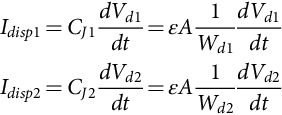 $I_{disp1} = C_{J1} \frac{dV_{d1}}{dt} = \varepsilon A \frac{1}{W_{d1}} \frac{dV_{d1}}{dt}$
$I_{disp2} = C_{J2} \frac{dV_{d2}}{dt} = \varepsilon A \frac{1}{W_{d2}} \frac{dV_{d2}}{dt}$